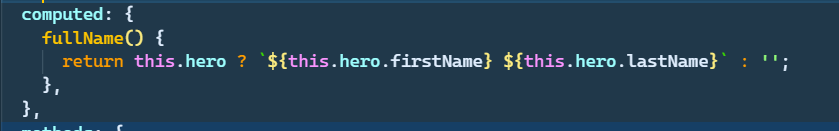 computed: {
fullName() {
return this.hero ? `${this.hero.firstName} ${this.hero.lastName}` : '';
},
},
methods: {